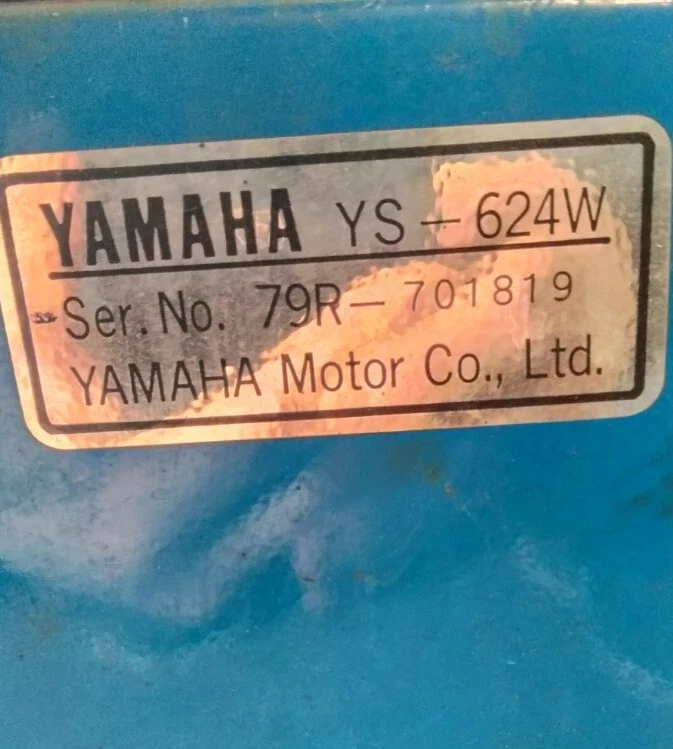 YAMAHA YS-624W
Ser. No. 79R-701819
YAMAHA Motor Co., Ltd.